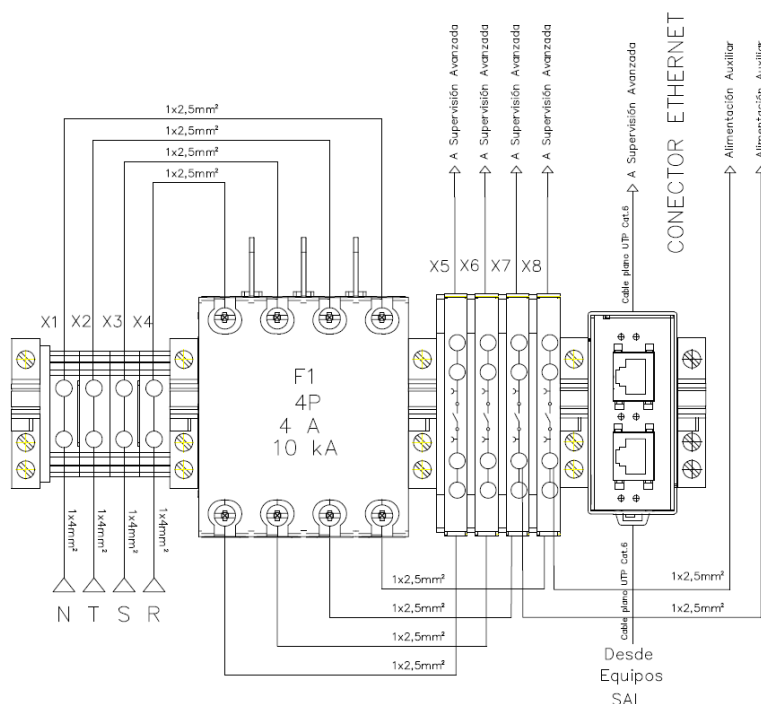 A Supervisión Avanzada
A Supervisión Avanzada
A Supervisión Avanzada
A Supervisión Avanzada
A Supervisión Avanzada
CONECTOR ETHERNET
Alimentación Auxiliar
Alimentación Auxiliar
1x2,5mm²
1x2,5mm²
1x2,5mm²
1x2,5mm²
Cable plano UTP Cat.6
X5 X6 X7 X8
X1 X2 X3 X4
F1
4P
4 A
10 kA
1x4mm²
1x4mm²
1x4mm²
1x4mm²
Cable plano UTP Cat.6
1x2,5mm²
1x2,5mm²
N T S R
1x2,5mm²
1x2,5mm²
1x2,5mm²
1x2,5mm²
Desde
Equipos
SAI